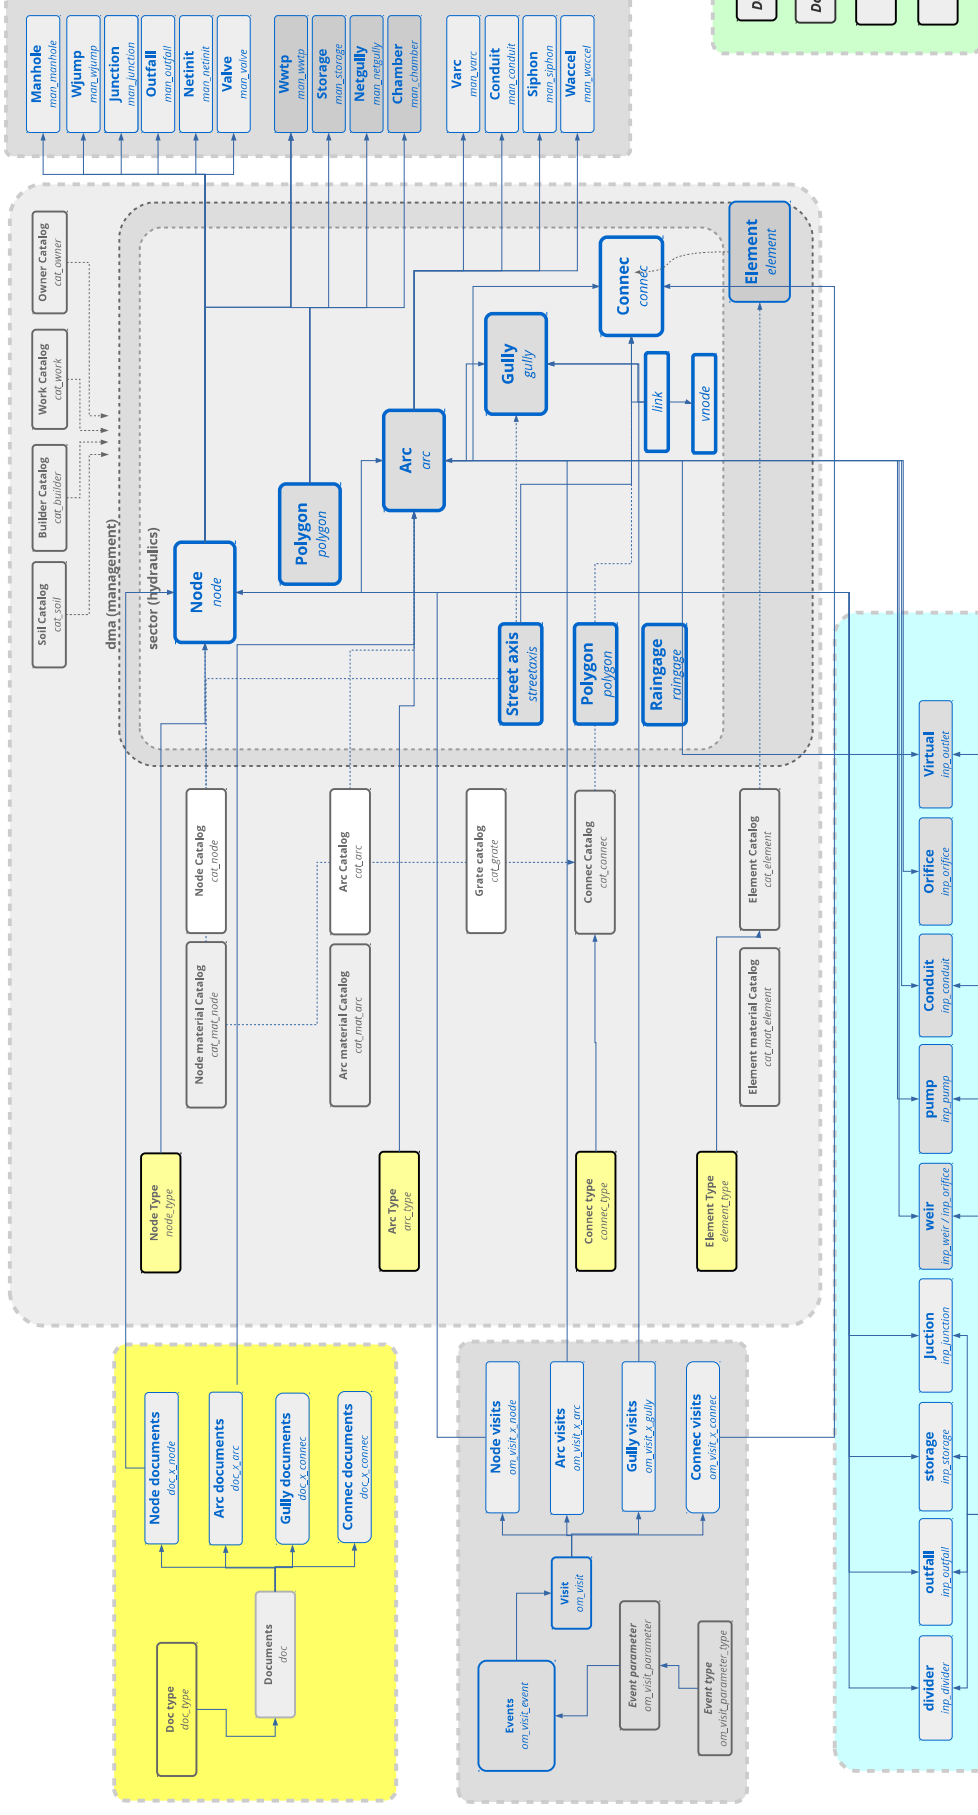 Manhole
man_manhole
Wjump
man_wjump
Junction
man_junction
Outfall
man_outfall
Netinit
man_netinit
Valve
man_valve
Wwtp
man_wwtp
Storage
man_storage
Netgully
man_netgully
Chamber
man_chamber
Varc
man_varc
Conduit
man_conduit
Siphon
man_siphon
Waccel
man_waccel
Owner Catalog
cat_owner
Work Catalog
cat_work
Builder Catalog
cat_builder
Soil Catalog
cat_soil
dma (management)
sector (hydraulics)
Node
node
Polygon
polygon
Arc
arc
Gully
gully
Connec
connec
Element
element
link
vnode
Street axis
streetaxis
Polygon
polygon
Raingage
raingage
Node Catalog
cat_node
Arc Catalog
cat_arc
Grate catalog
cat_grate
Connec Catalog
cat_connec
Element Catalog
cat_element
Node material Catalog
cat_mat_node
Arc material Catalog
cat_mat_arc
Element material Catalog
cat_mat_element
Node Type
node_type
Arc Type
arc_type
Connec type
connec_type
Element Type
element_type
Node documents
doc_x_node
Arc documents
doc_x_arc
Gully documents
doc_x_connec
Connec documents
doc_x_connec
Doc type
doc_type
Documents
doc
Node visits
om_visit_x_node
Arc visits
om_visit_x_arc
Gully visits
om_visit_x_gully
Connec visits
om_visit_x_connec
Visit
om_visit
Events
om_visit_event
Event parameter
om_visit_parameter
Event type
om_visit_parameter_type
Virtual
inp_outlet
Orifice
inp_orifice
Conduit
inp_conduit
pump
inp_pump
weir
inp_weir / inp_orifice
Juction
inp_junction
storage
inp_storage
outfall
inp_outfall
divider
inp_divider